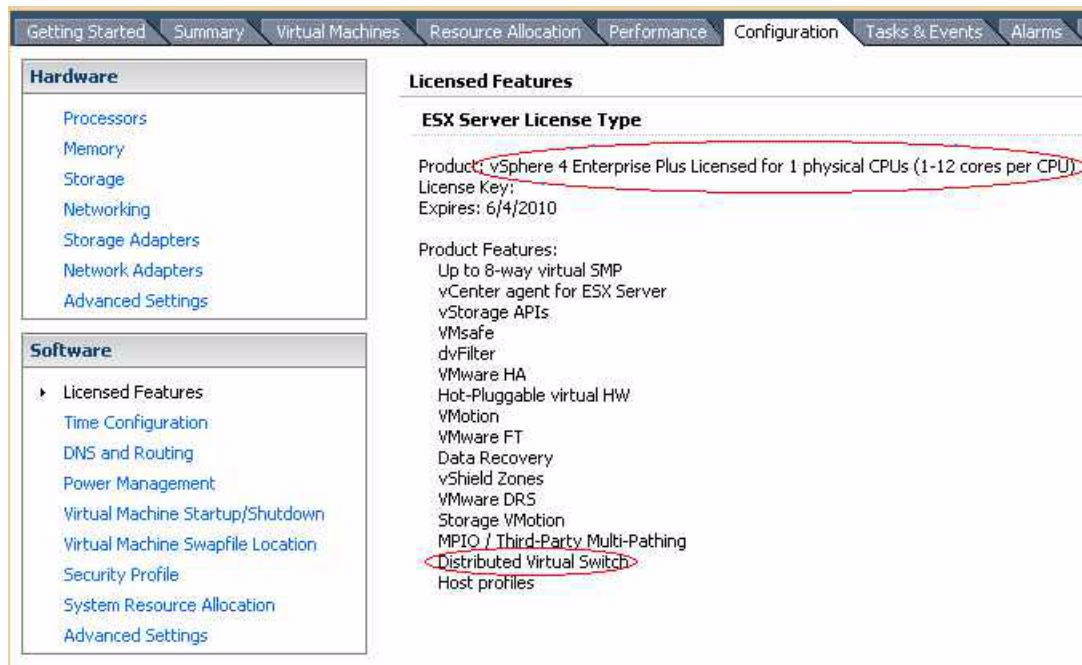 Getting Started Summary Virtual Machines Resource Allocation Performance Configuration Tasks & Events Alarms
Hardware
Processors
Memory
Storage
Networking
Storage Adapters
Network Adapters
Advanced Settings
Software
Licensed Features
Time Configuration
DNS and Routing
Power Management
Virtual Machine Startup/Shutdown
Virtual Machine Swapfile Location
Security Profile
System Resource Allocation
Advanced Settings
Licensed Features
ESX Server License Type
Product: vSphere 4 Enterprise Plus Licensed for 1 physical CPUs (1-12 cores per CPU)
License Key:
Expires: 6/4/2010
Product Features:
Up to 8-way virtual SMP
vCenter agent for ESX Server
vStorage APIs
VMsafe
dvFilter
VMware HA
Hot-Pluggable virtual HW
VMotion
VMware FT
Data Recovery
vShield Zones
VMware DRS
Storage VMotion
MPIO / Third-Party Multi-Pathing
Distributed Virtual Switch
Host profiles